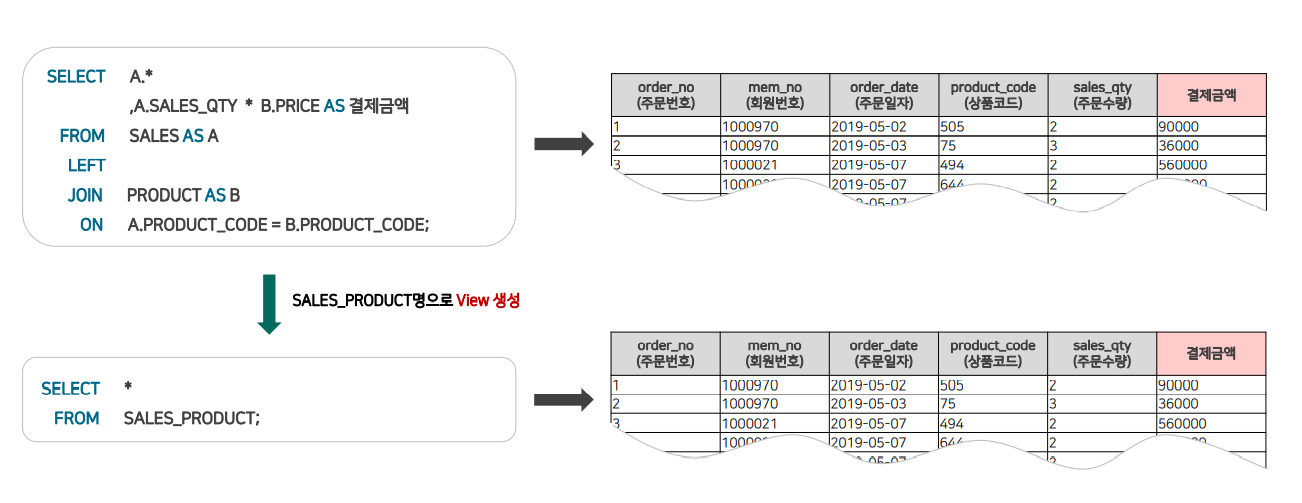 SELECT A.*
,A.SALES_QTY * B.PRICE AS 결제금액
FROM SALES AS A
LEFT
JOIN PRODUCT AS B
ON A.PRODUCT_CODE = B.PRODUCT_CODE;
order_no mem_no order_date product_code sales_qty 결제금액
(주문번호) (회원번호) (주문일자) (상품코드) (주문수량)
1 1000970 2019-05-02 505 2 90000
2 1000970 2019-05-03 75 3 36000
3 1000021 2019-05-07 494 2 560000
2019-05-07 644 2
2
SALES_PRODUCT명으로 View 생성
SELECT *
FROM SALES_PRODUCT;
order_no mem_no order_date product_code sales_qty 결제금액
(주문번호) (회원번호) (주문일자) (상품코드) (주문수량)
1 1000970 2019-05-02 505 2 90000
2 1000970 2019-05-03 75 3 36000
3 1000021 2019-05-07 494 2 560000
2019-05-07 644 2